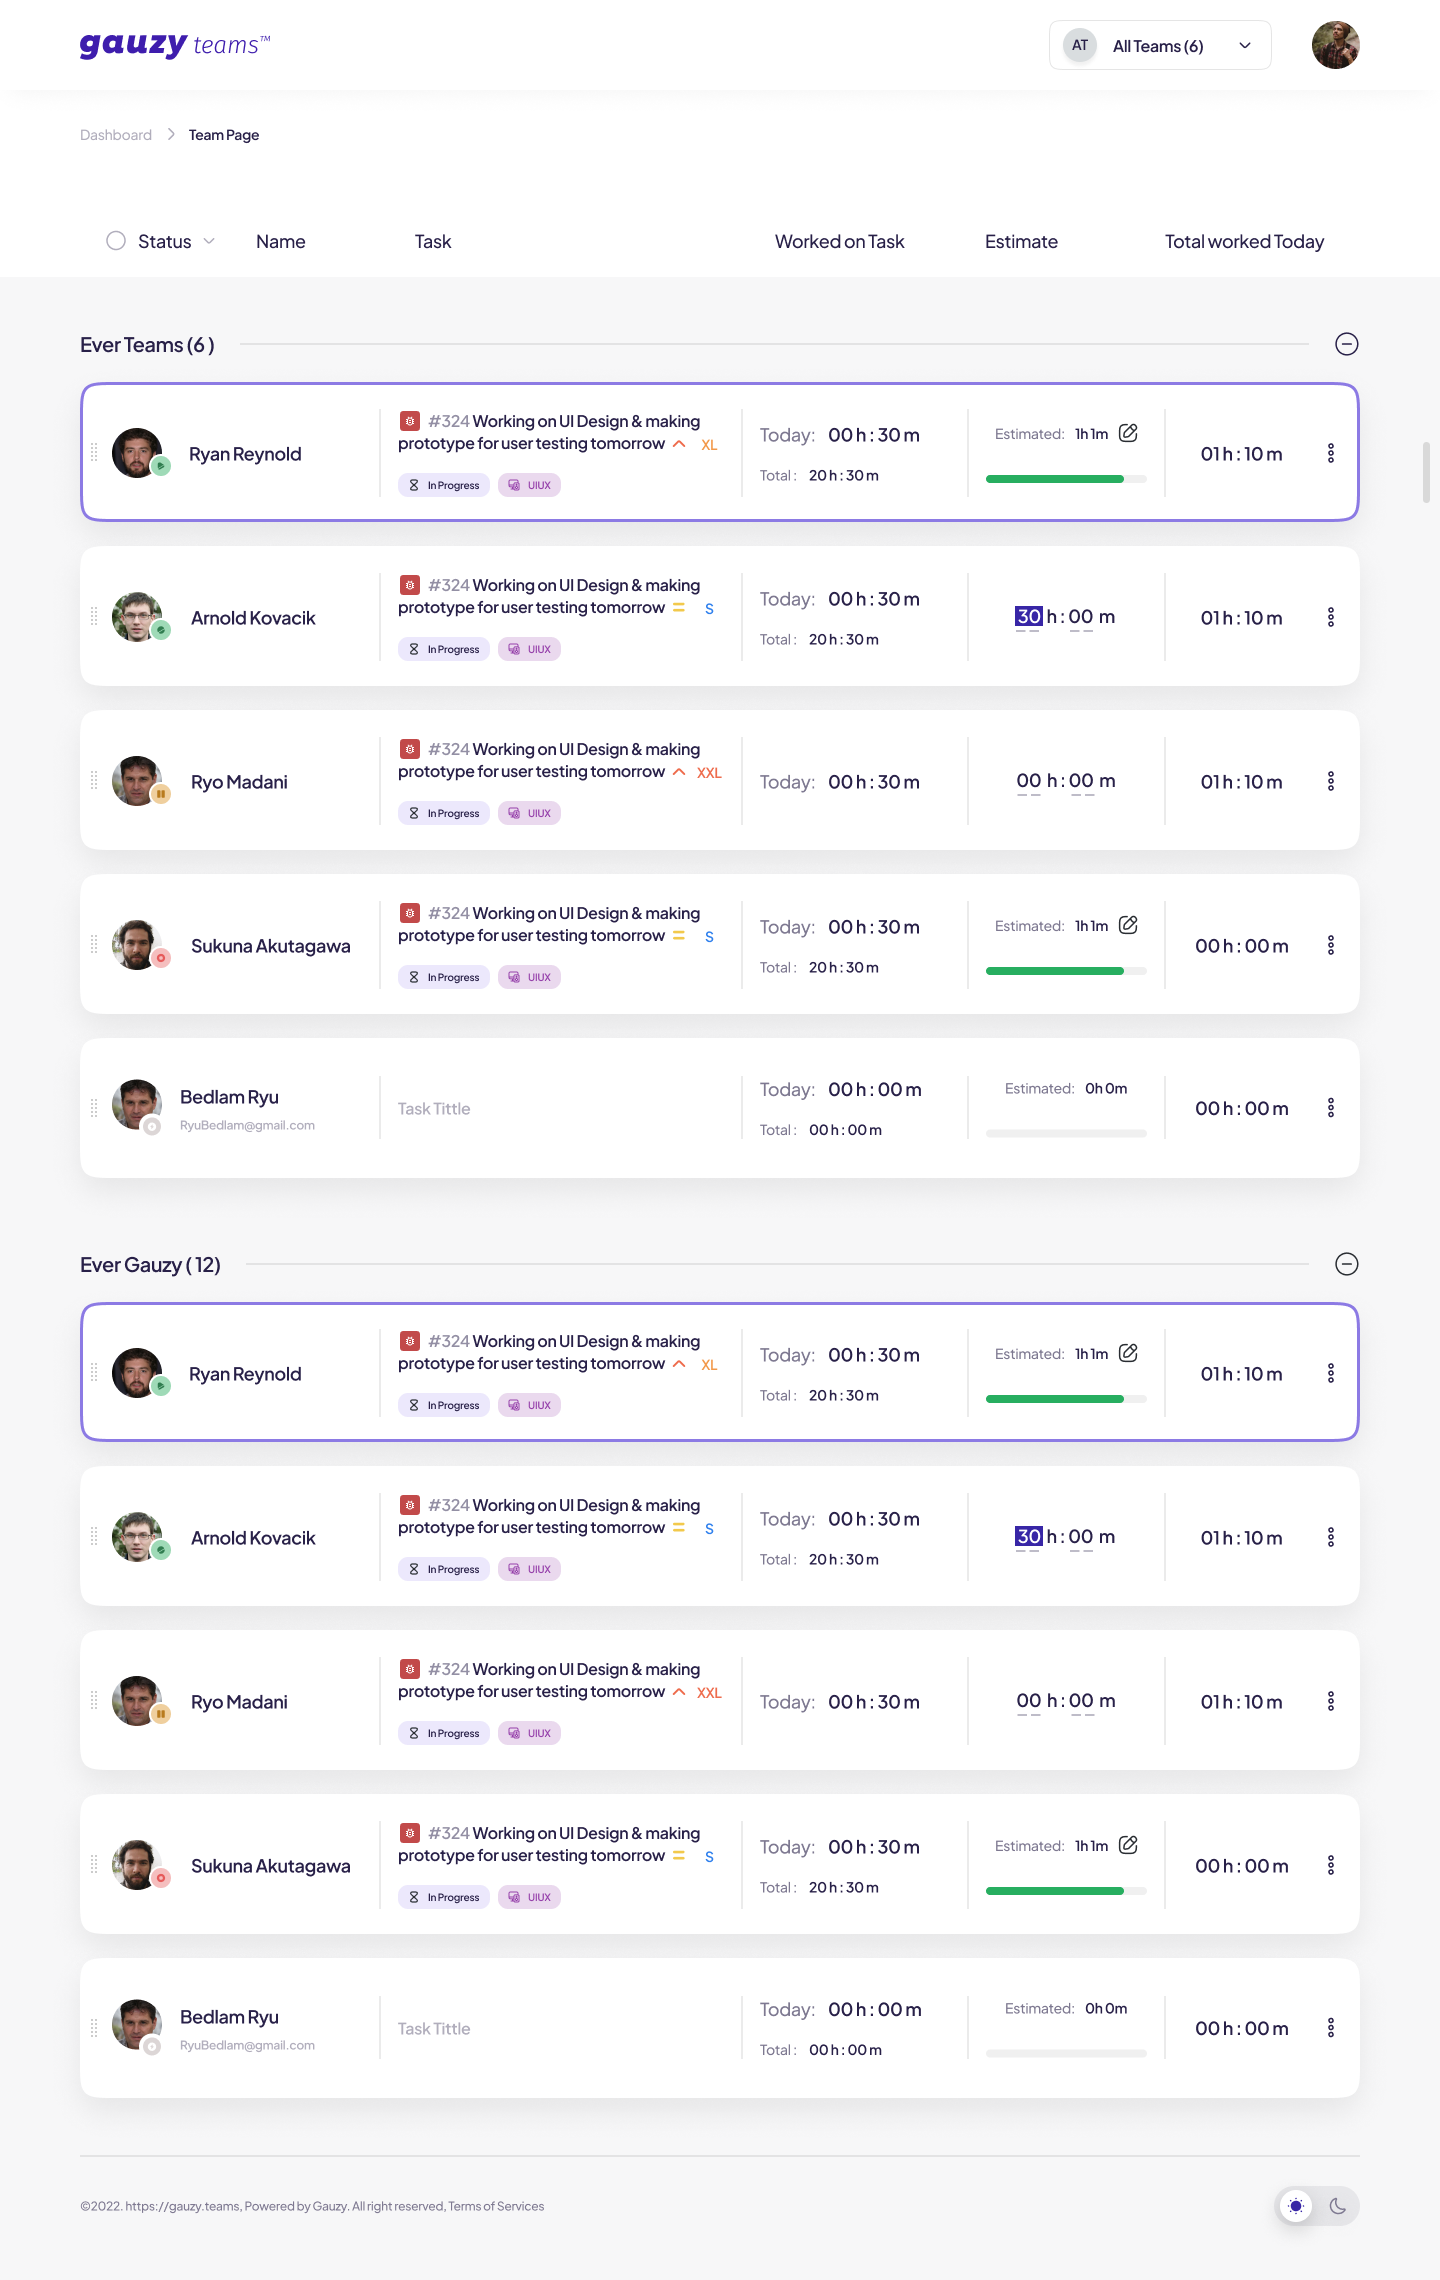 gauzy teams™
AT All Teams (6)
Dashboard Team Page
Status Name Task Worked on Task Estimate Total worked Today
Ever Teams (6 )
Ryan Reynold
#324 Working on UI Design & making
prototype for user testing tomorrow XL
In Progress UIUX
Today: 00 h : 30 m
Total : 20 h : 30 m
Estimated: 1h 1m
01 h : 10 m
Arnold Kovacik
#324 Working on UI Design & making
prototype for user testing tomorrow S
In Progress UIUX
Today: 00 h : 30 m
Total : 20 h : 30 m
30 h : 00 m
01 h : 10 m
Ryo Madani
#324 Working on UI Design & making
prototype for user testing tomorrow XXL
In Progress UIUX
Today: 00 h : 30 m
00 h : 00 m
01 h : 10 m
Sukuna Akutagawa
#324 Working on UI Design & making
prototype for user testing tomorrow S
In Progress UIUX
Today: 00 h : 30 m
Total : 20 h : 30 m
Estimated: 1h 1m
00 h : 00 m
Bedlam Ryu
RyuBedlam@gmail.com
Task Tittle
Today: 00 h : 00 m
Total : 00 h : 00 m
Estimated: 0h 0m
00 h : 00 m
Ever Gauzy ( 12)
Ryan Reynold
#324 Working on UI Design & making
prototype for user testing tomorrow XL
In Progress UIUX
Today: 00 h : 30 m
Total : 20 h : 30 m
Estimated: 1h 1m
01 h : 10 m
Arnold Kovacik
#324 Working on UI Design & making
prototype for user testing tomorrow S
In Progress UIUX
Today: 00 h : 30 m
Total : 20 h : 30 m
30 h : 00 m
01 h : 10 m
Ryo Madani
#324 Working on UI Design & making
prototype for user testing tomorrow XXL
In Progress UIUX
Today: 00 h : 30 m
00 h : 00 m
01 h : 10 m
Sukuna Akutagawa
#324 Working on UI Design & making
prototype for user testing tomorrow S
In Progress UIUX
Today: 00 h : 30 m
Total : 20 h : 30 m
Estimated: 1h 1m
00 h : 00 m
Bedlam Ryu
RyuBedlam@gmail.com
Task Tittle
Today: 00 h : 00 m
Total : 00 h : 00 m
Estimated: 0h 0m
00 h : 00 m
©2022. https://gauzy.teams, Powered by Gauzy. All right reserved, Terms of Services